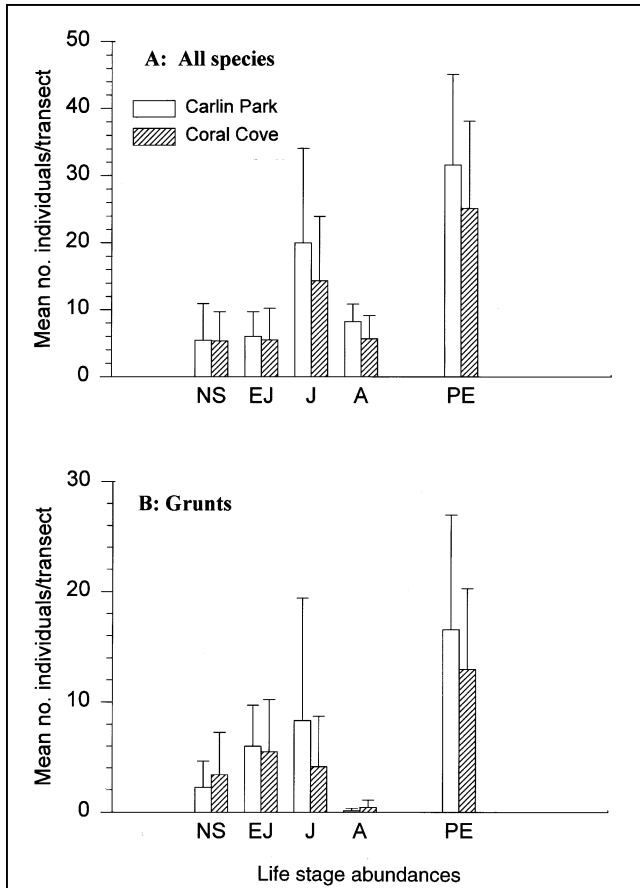 A: All species
Carlin Park
Coral Cove
Mean no. individuals/transect
50
40
30
20
10
0
NS EJ J A PE
B: Grunts
Mean no. individuals/transect
30
20
10
0
NS EJ J A PE
Life stage abundances